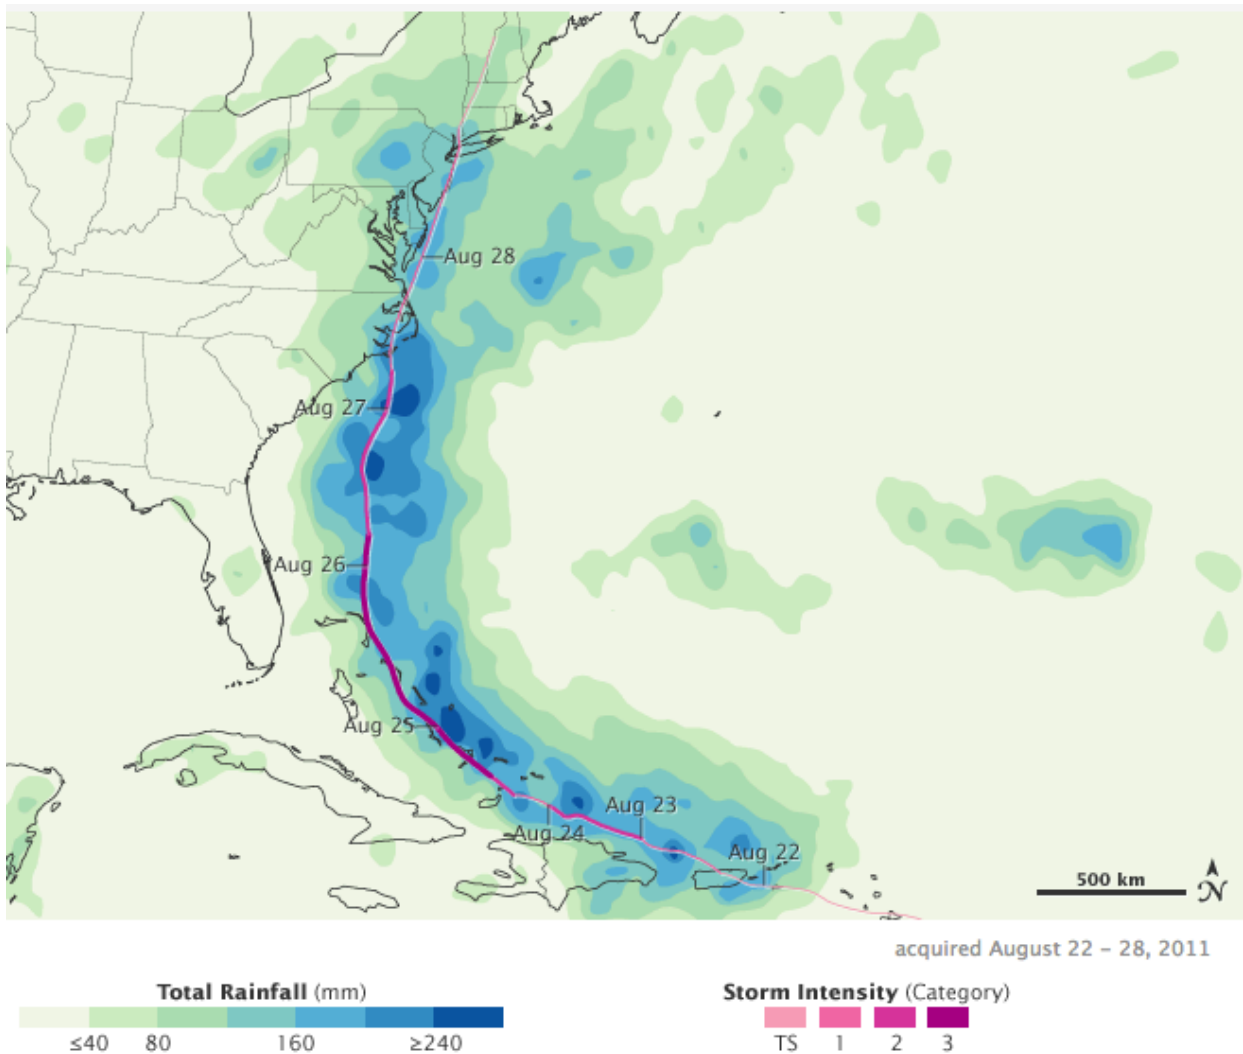 Aug 28
Aug 27
Aug 26
Aug 25
Aug 23
Aug 24
Aug 22
500 km
N
acquired August 22 – 28, 2011
Total Rainfall (mm)
≤40 80 160 ≥240
Storm Intensity (Category)
TS 1 2 3